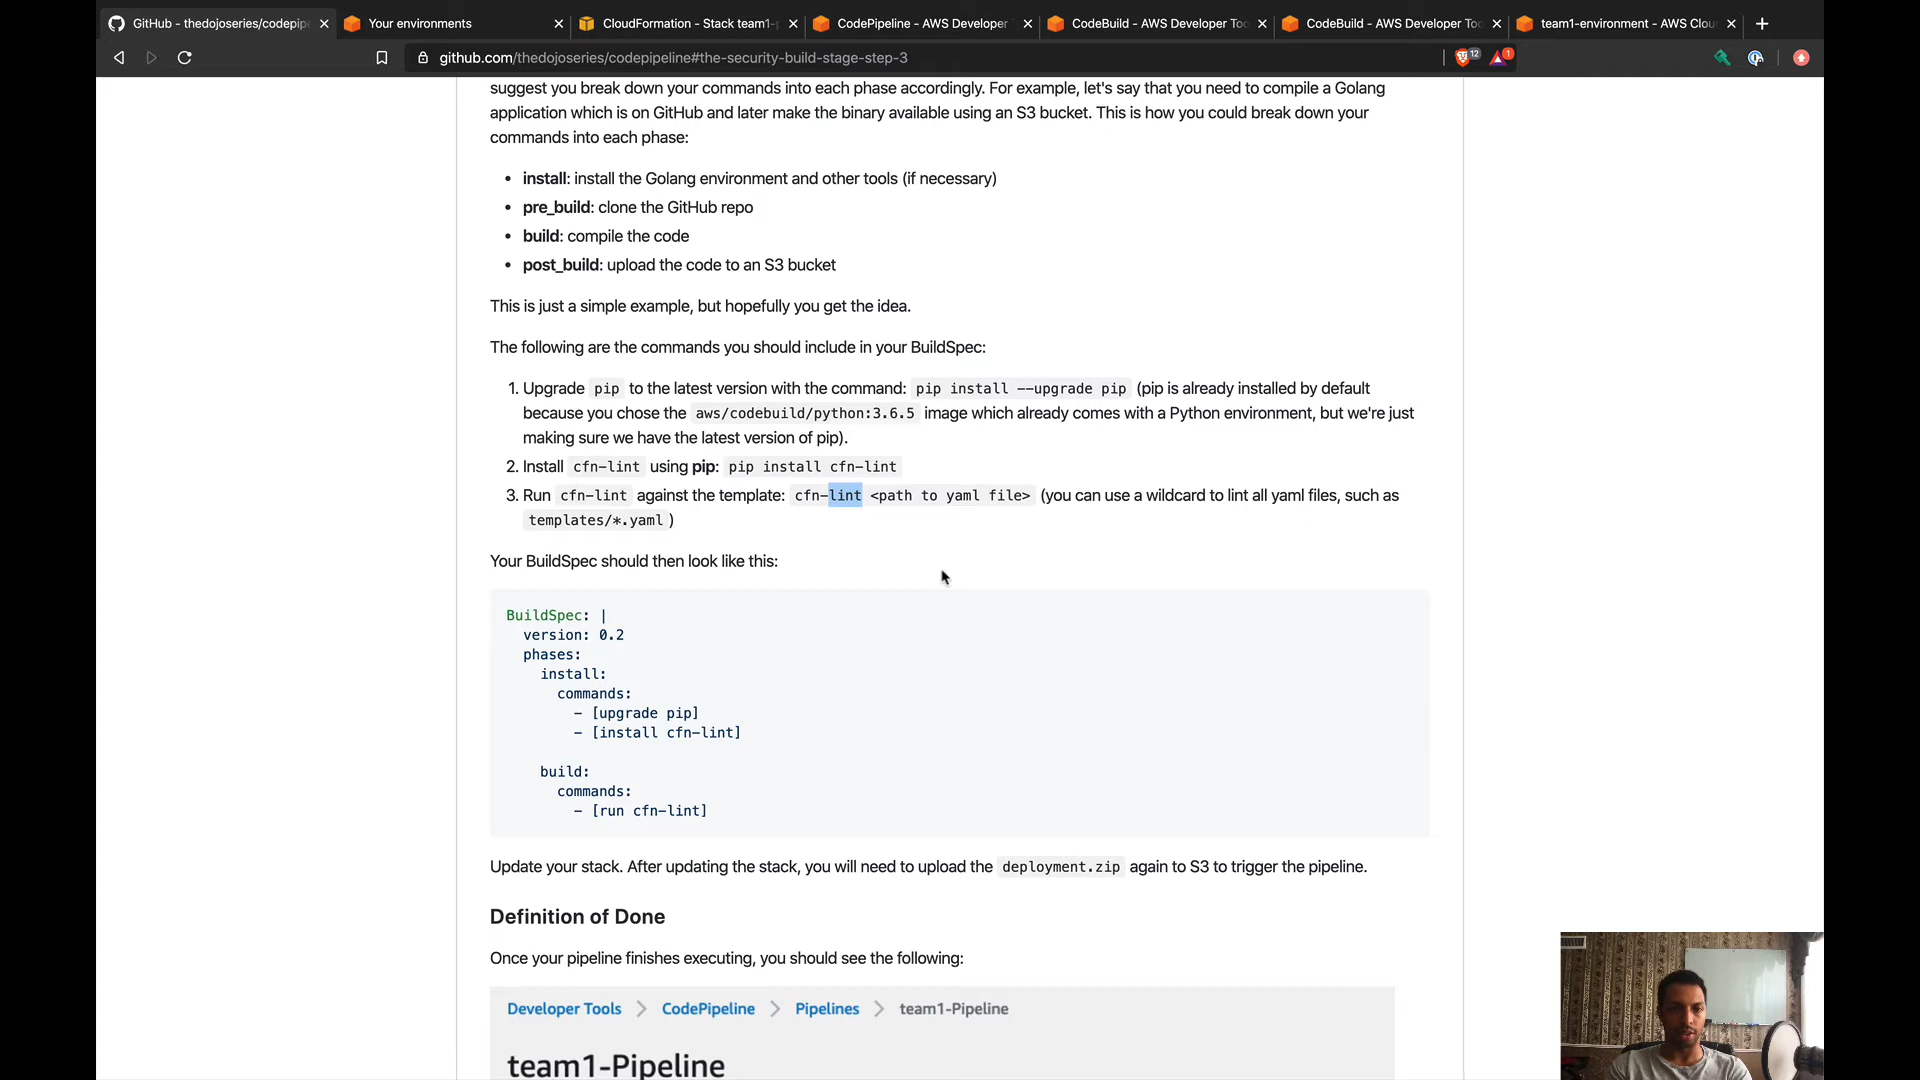 GitHub - thedojoseries/codepip
Your environments
CloudFormation - Stack team1-
CodePipeline - AWS Developer
CodeBuild - AWS Developer Too
CodeBuild - AWS Developer Too
team1-environment - AWS Clou
github.com/thedojoseries/codepipeline#the-security-build-stage-step-3
12
1
suggest you break down your commands into each phase accordingly. For example, let's say that you need to compile a Golang
application which is on GitHub and later make the binary available using an S3 bucket. This is how you could break down your
commands into each phase:
• install: install the Golang environment and other tools (if necessary)
• pre_build: clone the GitHub repo
• build: compile the code
• post_build: upload the code to an S3 bucket
This is just a simple example, but hopefully you get the idea.
The following are the commands you should include in your BuildSpec:
1. Upgrade pip to the latest version with the command: pip install --upgrade pip (pip is already installed by default
because you chose the aws/codebuild/python:3.6.5 image which already comes with a Python environment, but we're just
making sure we have the latest version of pip).
2. Install cfn-lint using pip: pip install cfn-lint
3. Run cfn-lint against the template: cfn-lint <path to yaml file> (you can use a wildcard to lint all yaml files, such as
templates/*.yaml )
Your BuildSpec should then look like this:
BuildSpec: |
version: 0.2
phases:
install:
commands:
- [upgrade pip]
- [install cfn-lint]
build:
commands:
- [run cfn-lint]
Update your stack. After updating the stack, you will need to upload the deployment.zip again to S3 to trigger the pipeline.
Definition of Done
Once your pipeline finishes executing, you should see the following:
Developer Tools > CodePipeline > Pipelines > team1-Pipeline
team1-Pipeline